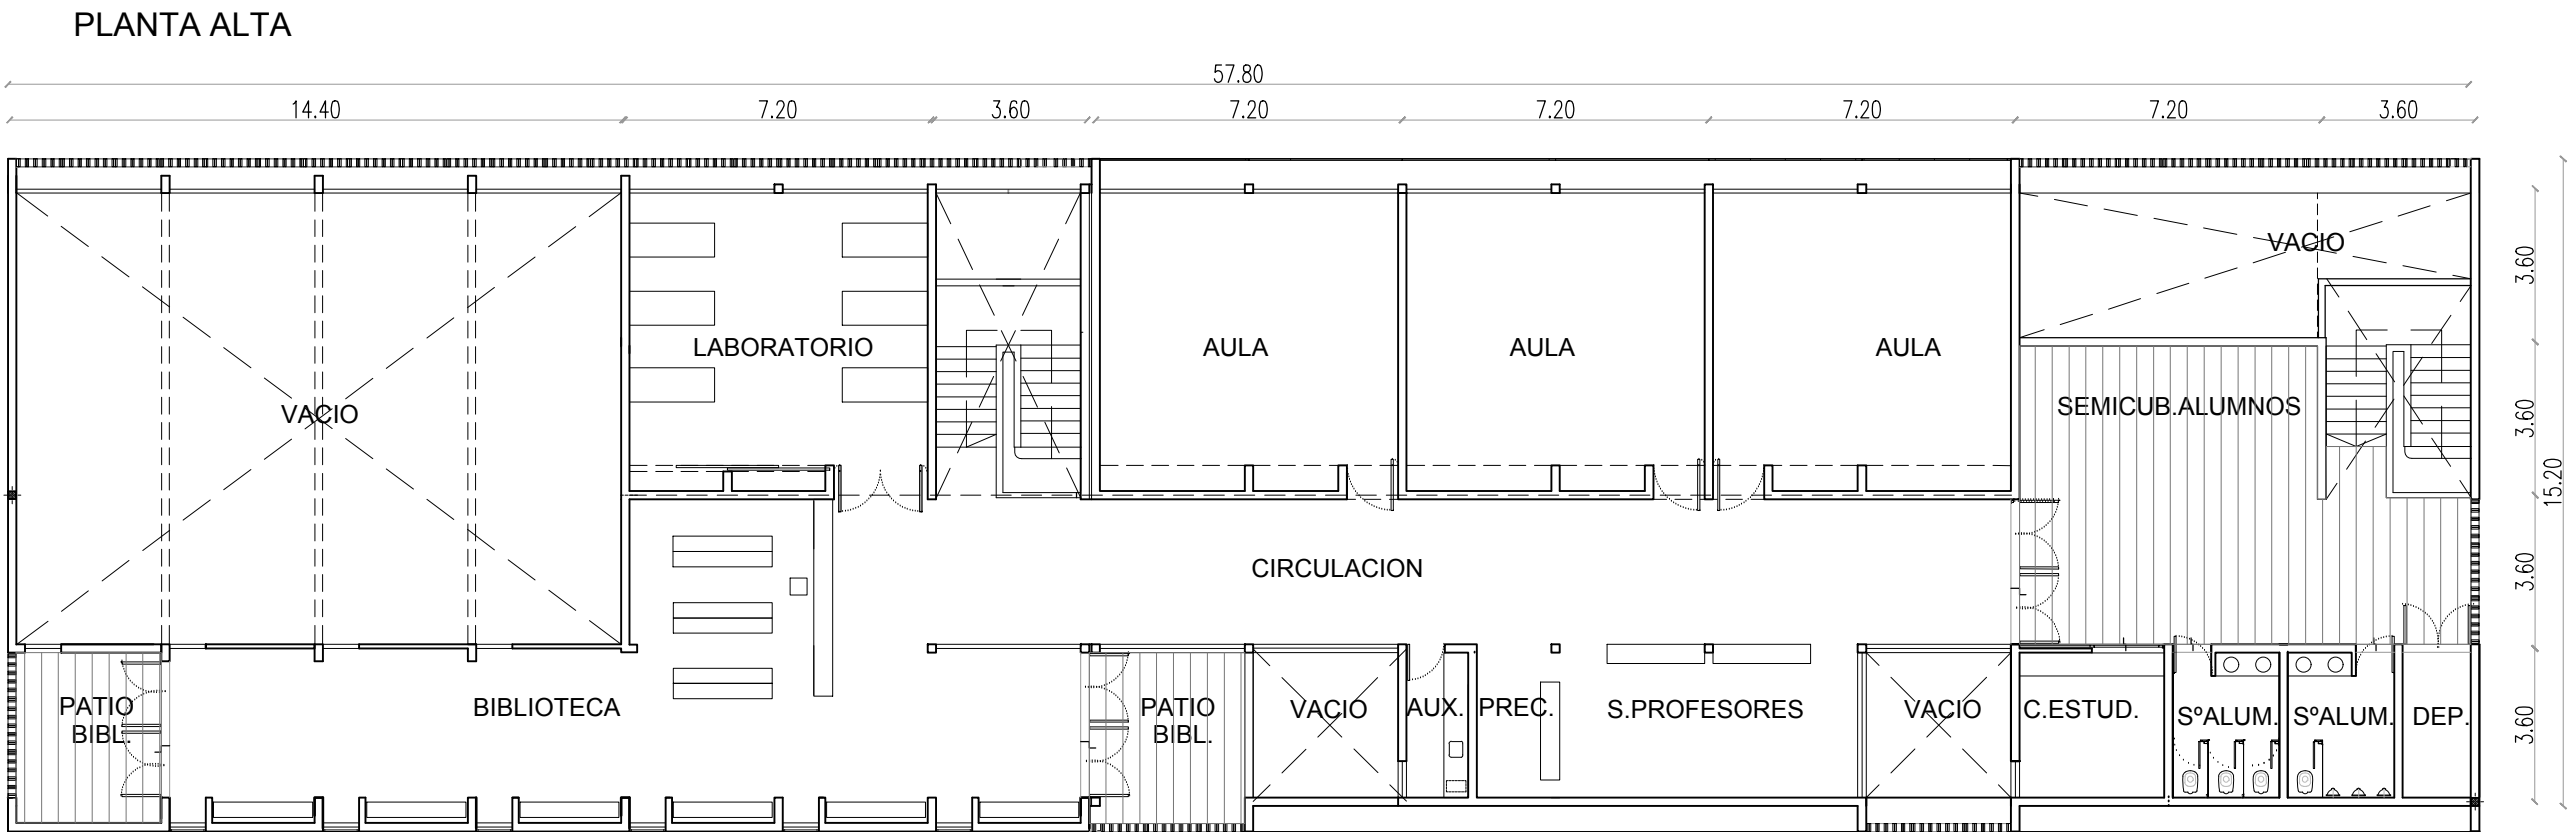 PLANTA ALTA
57.80
14.40
7.20
3.60
7.20
7.20
7.20
7.20
3.60
VACIO
3.60
LABORATORIO
AULA
AULA
AULA
VACIO
SEMICUB.ALUMNOS
3.60
15.20
CIRCULACION
3.60
PATIO
BIBL.
BIBLIOTECA
PATIO
BIBL.
VACIO
AUX.
PREC.
S.PROFESORES
VACIO
C.ESTUD.
SºALUM.
SºALUM.
DEP.
3.60